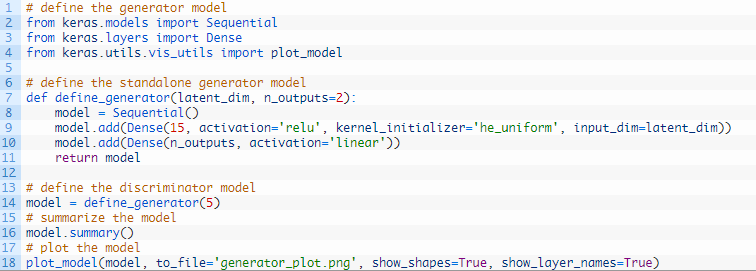 1 # define the generator model
2 from keras.models import Sequential
3 from keras.layers import Dense
4 from keras.utils.vis_utils import plot_model
5
6 # define the standalone generator model
7 def define_generator(latent_dim, n_outputs=2):
8     model = Sequential()
9     model.add(Dense(15, activation='relu', kernel_initializer='he_uniform', input_dim=latent_dim))
10     model.add(Dense(n_outputs, activation='linear'))
11     return model
12
13 # define the discriminator model
14 model = define_generator(5)
15 # summarize the model
16 model.summary()
17 # plot the model
18 plot_model(model, to_file='generator_plot.png', show_shapes=True, show_layer_names=True)